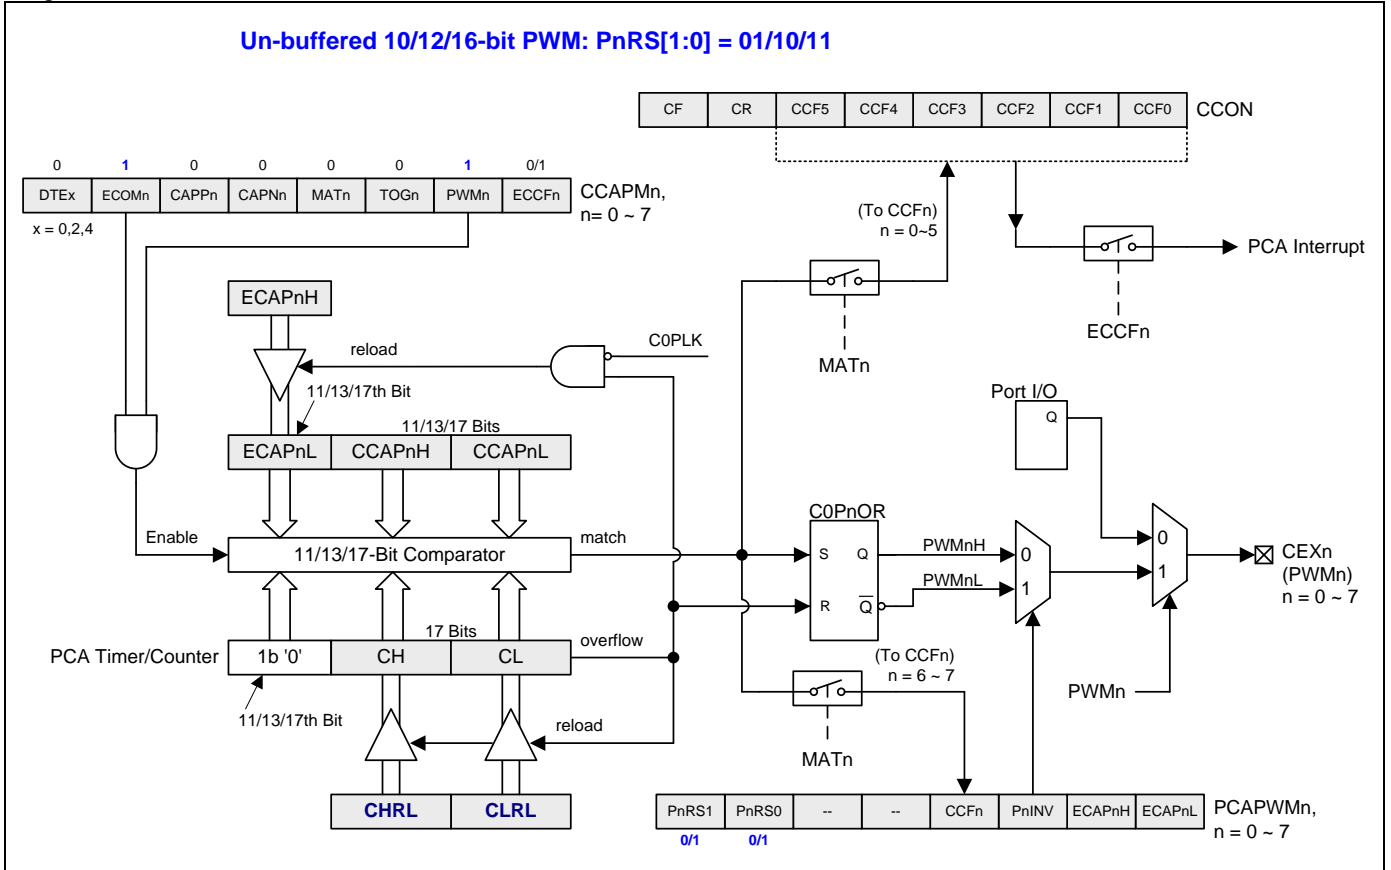 Un-buffered 10/12/16-bit PWM: PnRS[1:0] = 01/10/11
CF CR CCF5 CCF4 CCF3 CCF2 CCF1 CCF0 CCON
0 1 0 0 0 0 1 0/1
DTEx ECOMn CAPPn CAPNn MATn TOGn PWMn ECCFn CCAPMn,
n= 0 ~ 7
x = 0,2,4
(To CCFn)
n = 0~5
PCA Interrupt
ECCFn
MATn
ECAPnH
reload
C0PLK
11/13/17th Bit
11/13/17 Bits
ECAPnL CCAPnH CCAPnL
Port I/O
Q
Enable
11/13/17-Bit Comparator
match
C0PnOR
S Q
R Q
PWMnH
PWMnL
0
1
0
1
CEXn
(PWMn)
n = 0 ~ 7
17 Bits
PCA Timer/Counter 1b '0' CH CL
overflow
11/13/17th Bit
reload
(To CCFn)
n = 6 ~ 7
MATn
PWMn
CHRL CLRL
PnRS1 PnRS0 -- -- CCFn PnINV ECAPnH ECAPnL PCAPWMn,
n = 0 ~ 7
0/1 0/1